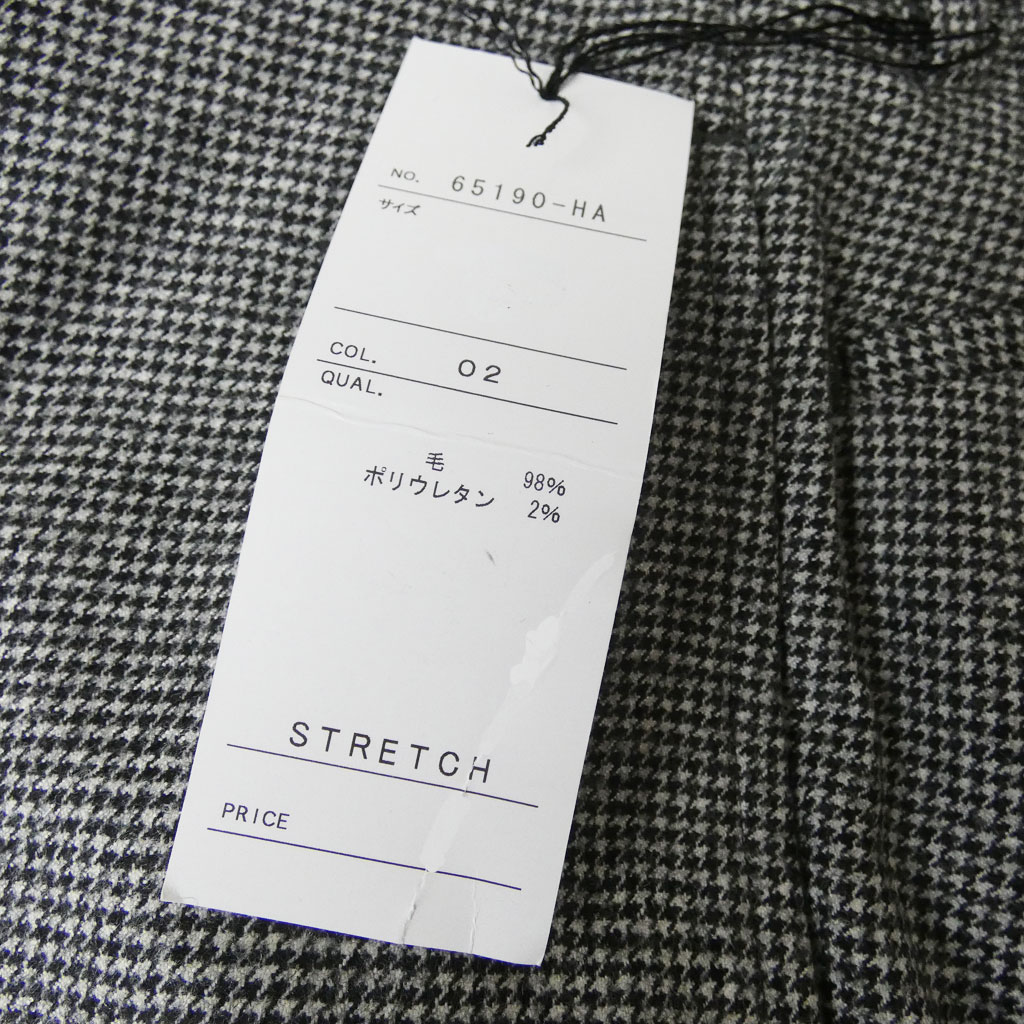 NO. 65190-HA
サイズ
COL. 02
QUAL.
毛 98%
ポリウレタン 2%
STRETCH
PRICE